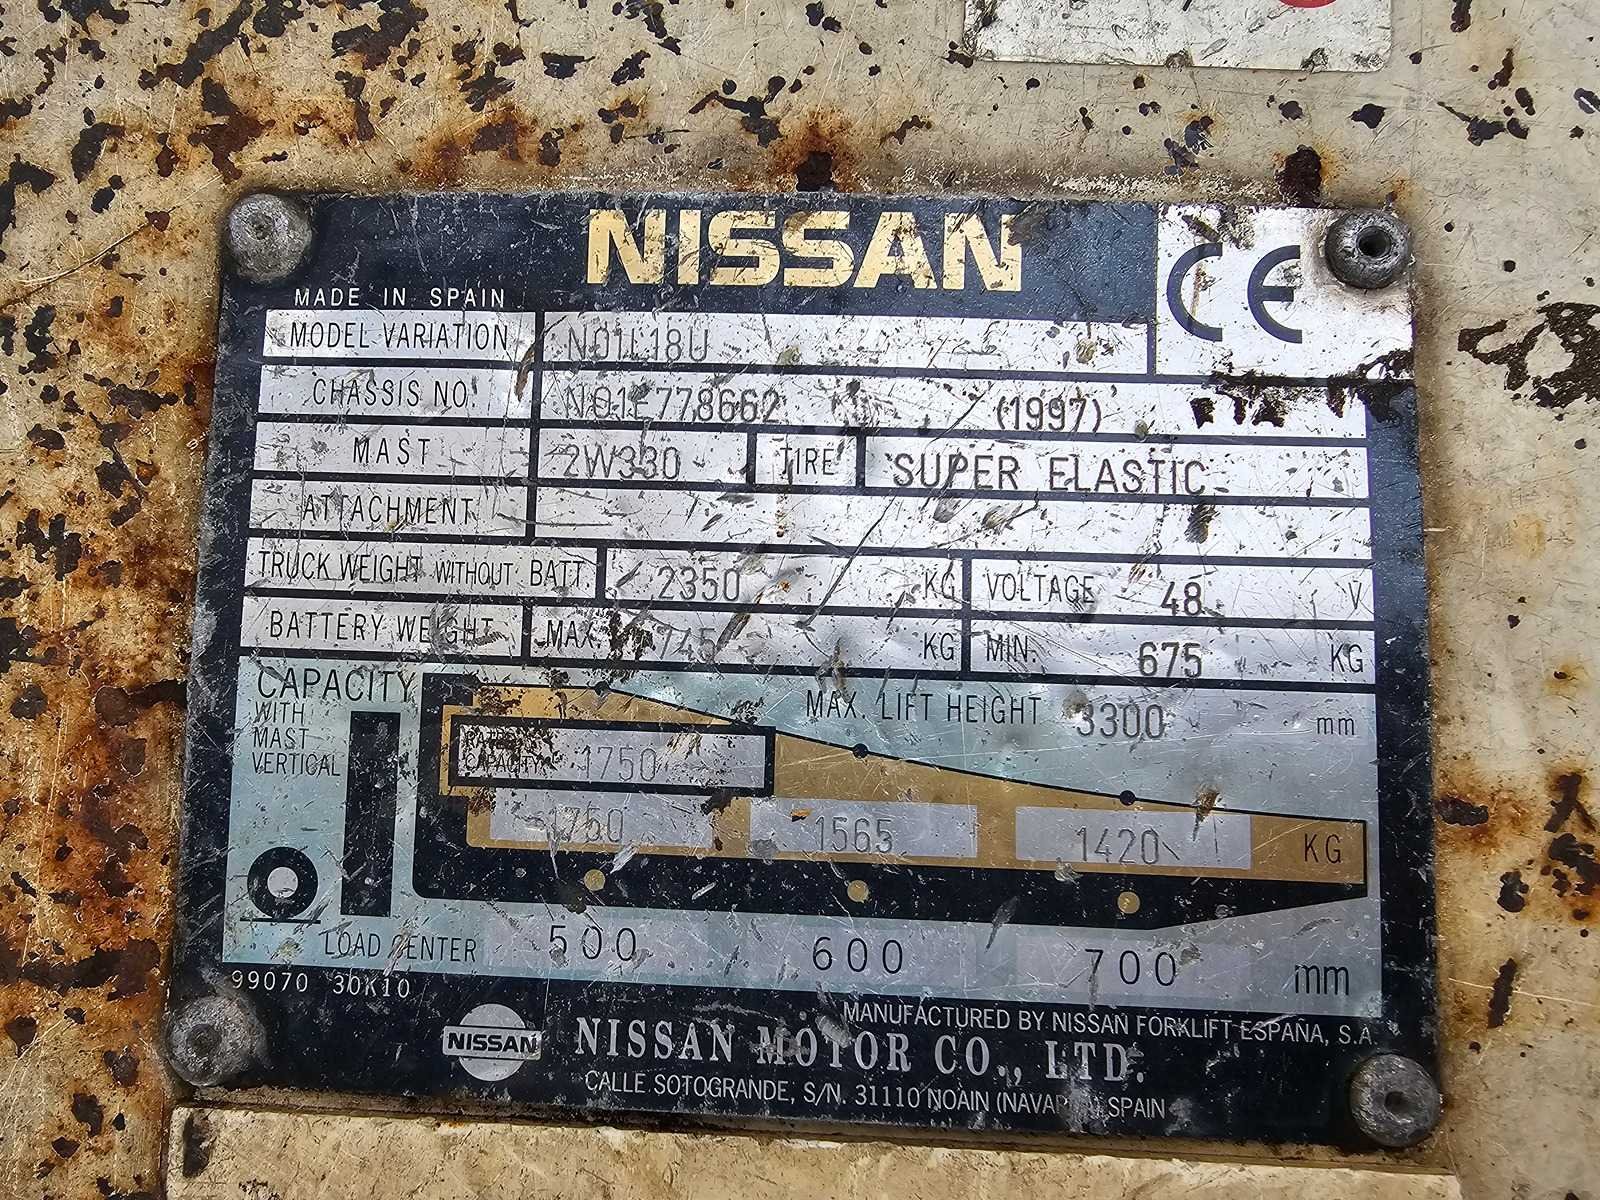 NISSAN
CE
MADE IN SPAIN
MODEL VARIATION N01L18U
CHASSIS NO. N01E778662 (1997)
MAST 2W330 TIRE SUPER ELASTIC
ATTACHMENT
TRUCK WEIGHT WITHOUT BATT 2350 KG VOLTAGE 48 V
BATTERY WEIGHT MAX. 745 KG MIN. 675 KG
CAPACITY
WITH
MAST
VERTICAL
MAX. LIFT HEIGHT 3300 mm
RATED
CAPACITY 1750
1750 1565 1420 KG
LOAD CENTER 500 600 700 mm
99070 30K10
MANUFACTURED BY NISSAN FORKLIFT ESPAÑA, S.A.
NISSAN NISSAN MOTOR CO., LTD.
CALLE SOTOGRANDE, S/N. 31110 NOAIN (NAVARRA) SPAIN